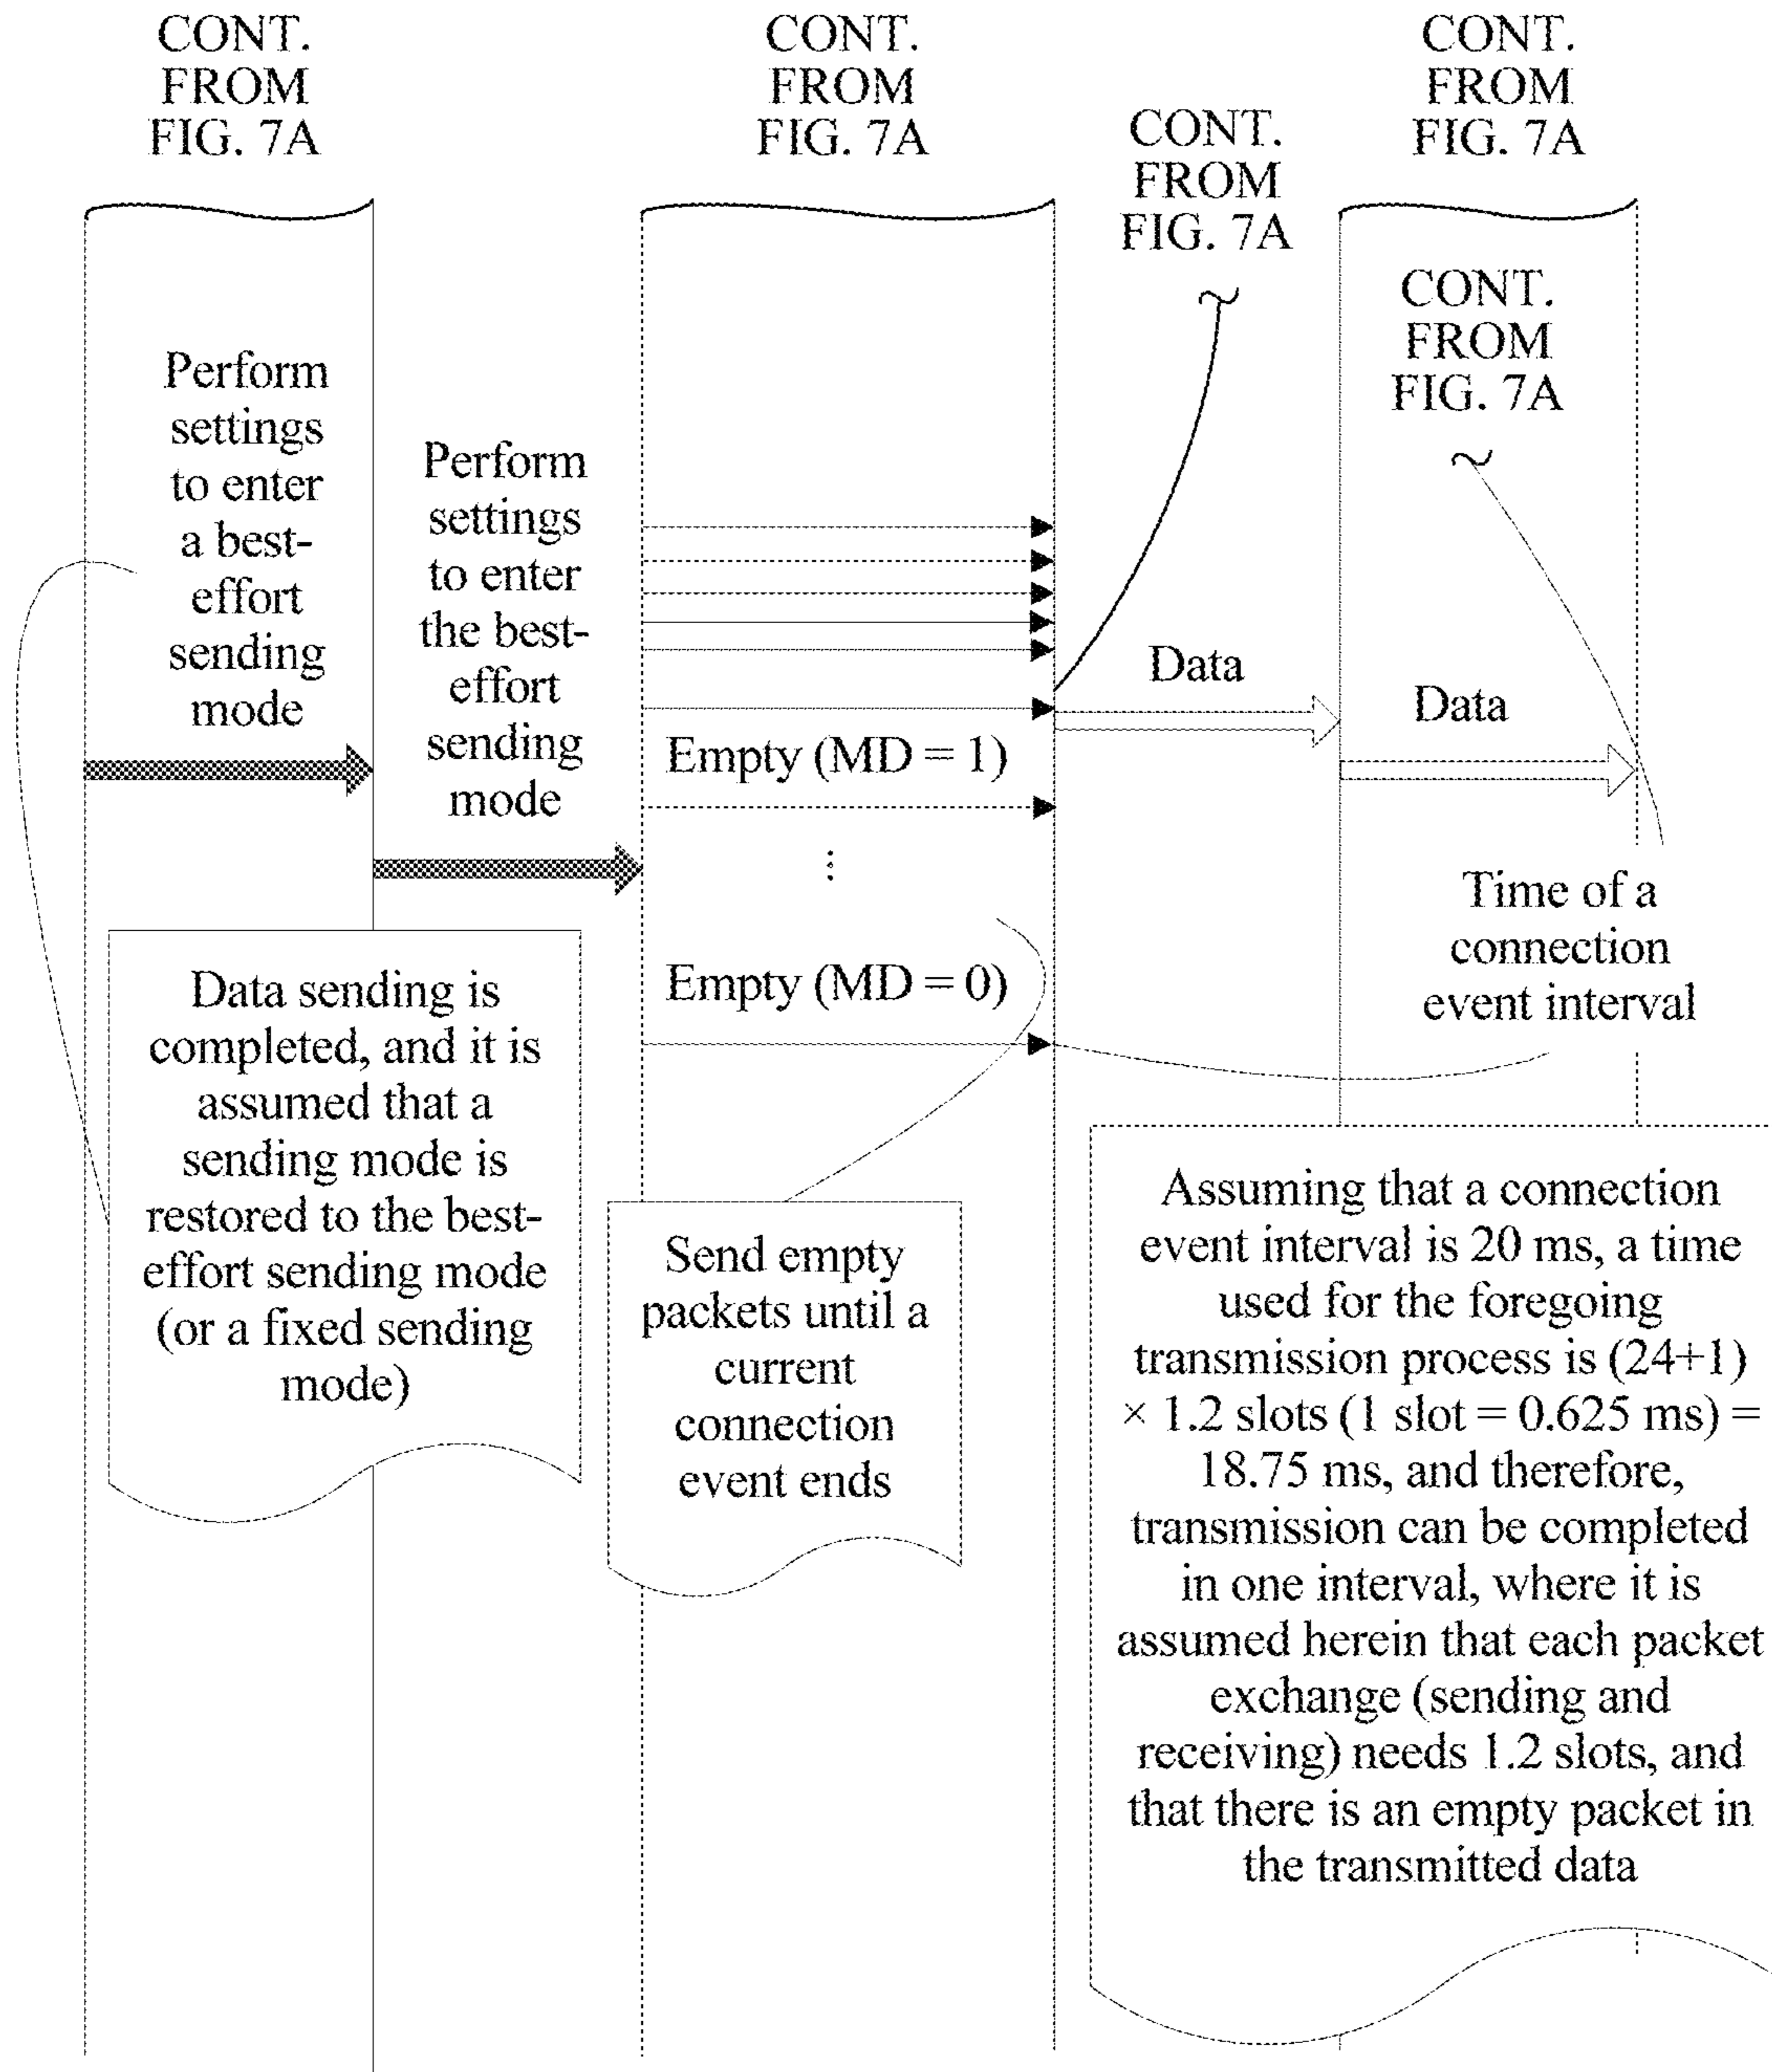 CONT.
FROM
FIG. 7A
CONT.
FROM
FIG. 7A
CONT.
FROM
FIG. 7A
CONT.
FROM
FIG. 7A
CONT.
FROM
FIG. 7A
Perform
settings
to enter
a best-
effort
sending
mode
Perform
settings
to enter
the best-
effort
sending
mode
Data
Data
Empty (MD = 1)
⋮
Empty (MD = 0)
Time of a
connection
event interval
Data sending is
completed, and it is
assumed that a
sending mode is
restored to the best-
effort sending mode
(or a fixed sending
mode)
Send empty
packets until a
current
connection
event ends
Assuming that a connection
event interval is 20 ms, a time
used for the foregoing
transmission process is (24+1)
× 1.2 slots (1 slot = 0.625 ms) =
18.75 ms, and therefore,
transmission can be completed
in one interval, where it is
assumed herein that each packet
exchange (sending and
receiving) needs 1.2 slots, and
that there is an empty packet in
the transmitted data